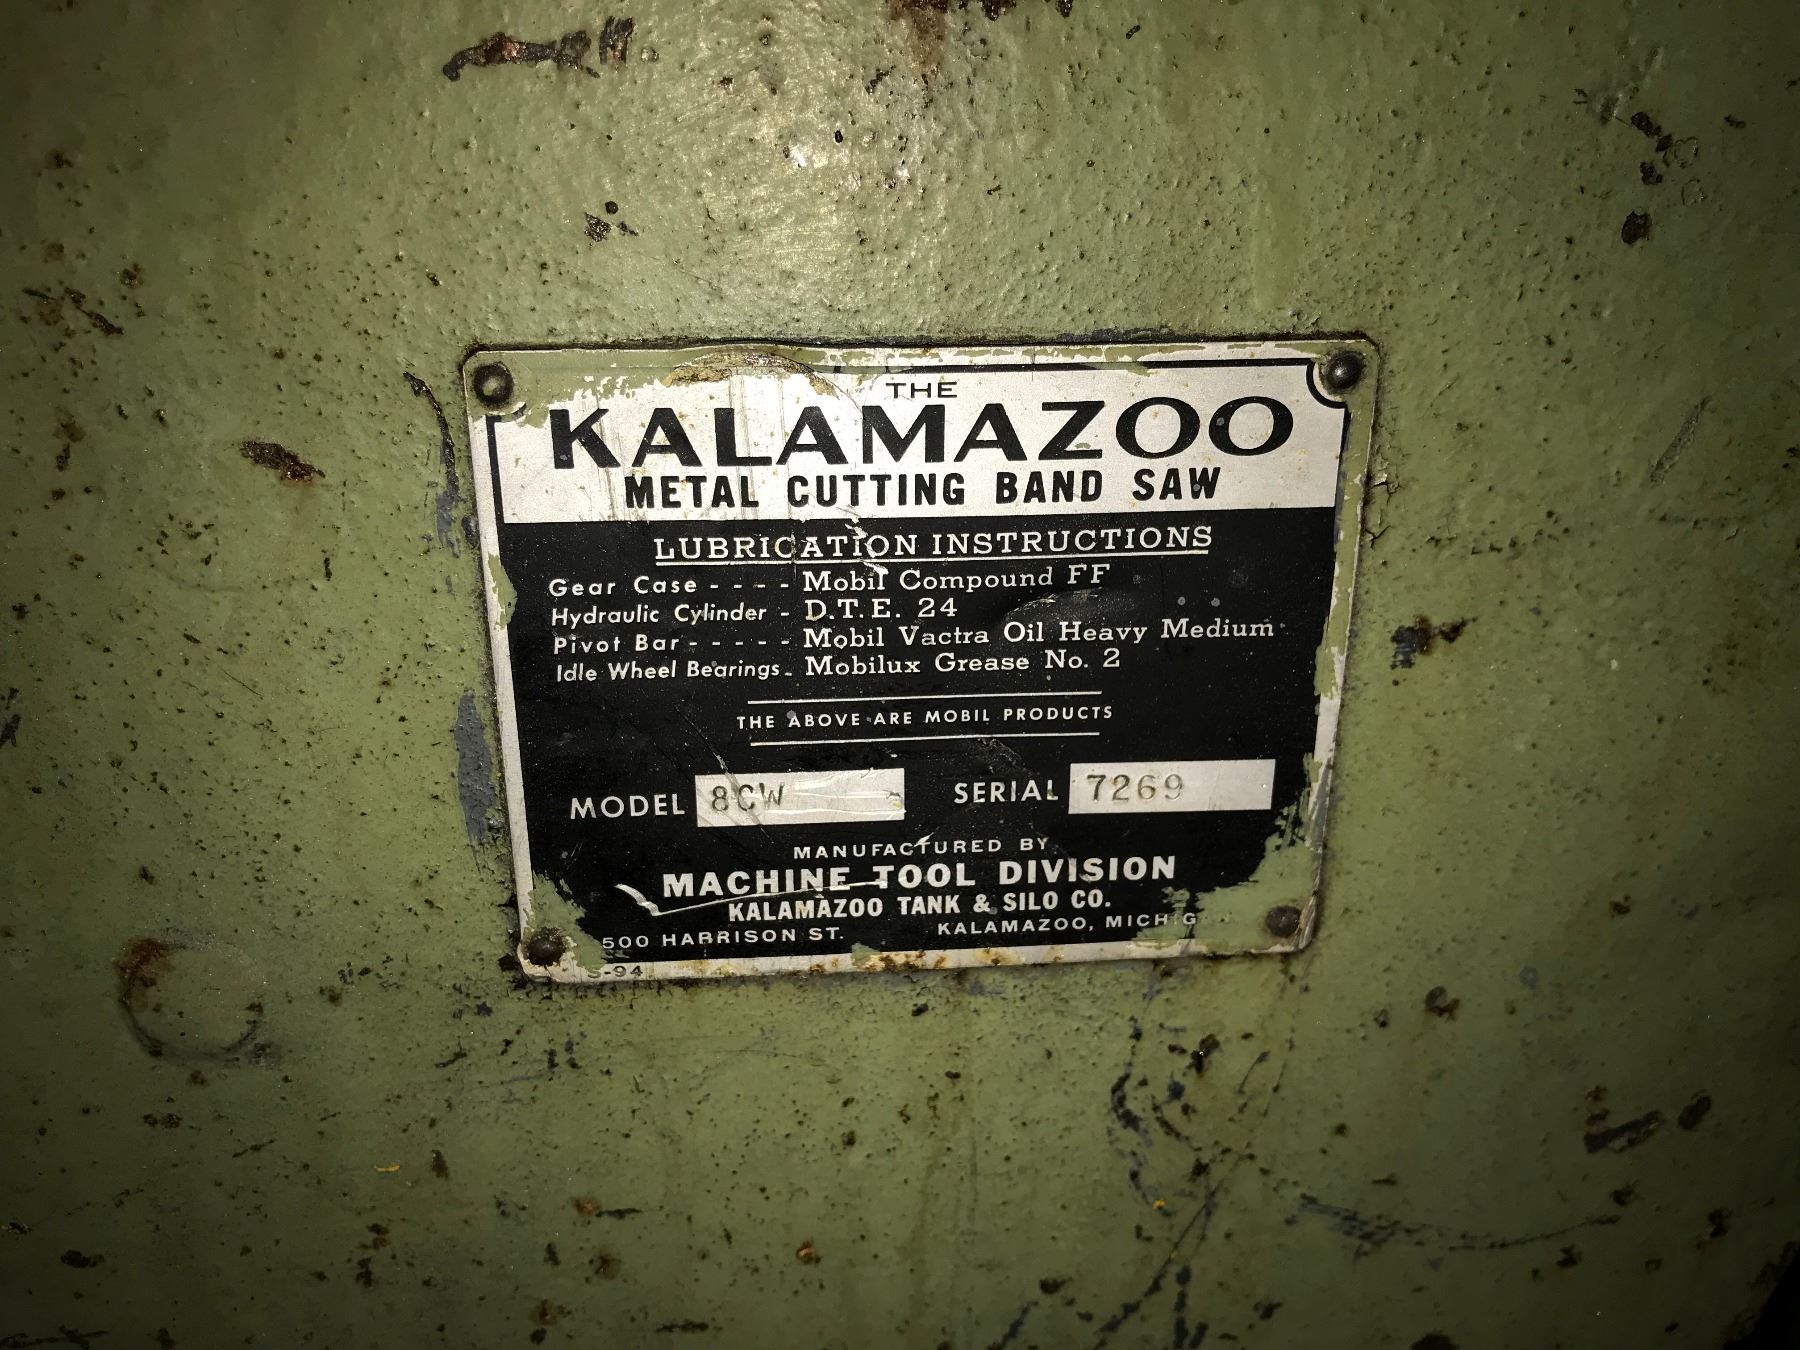 THE
KALAMAZOO
METAL CUTTING BAND SAW
LUBRICATION INSTRUCTIONS
Gear Case - - - - Mobil Compound FF
Hydraulic Cylinder - D.T.E. 24
Pivot Bar - - - - - Mobil Vactra Oil Heavy Medium
Idle Wheel Bearings - Mobilux Grease No. 2
THE ABOVE ARE MOBIL PRODUCTS
MODEL 8CW SERIAL 7269
MANUFACTURED BY
MACHINE TOOL DIVISION
KALAMAZOO TANK & SILO CO.
500 HARRISON ST. KALAMAZOO, MICHIG
S-94